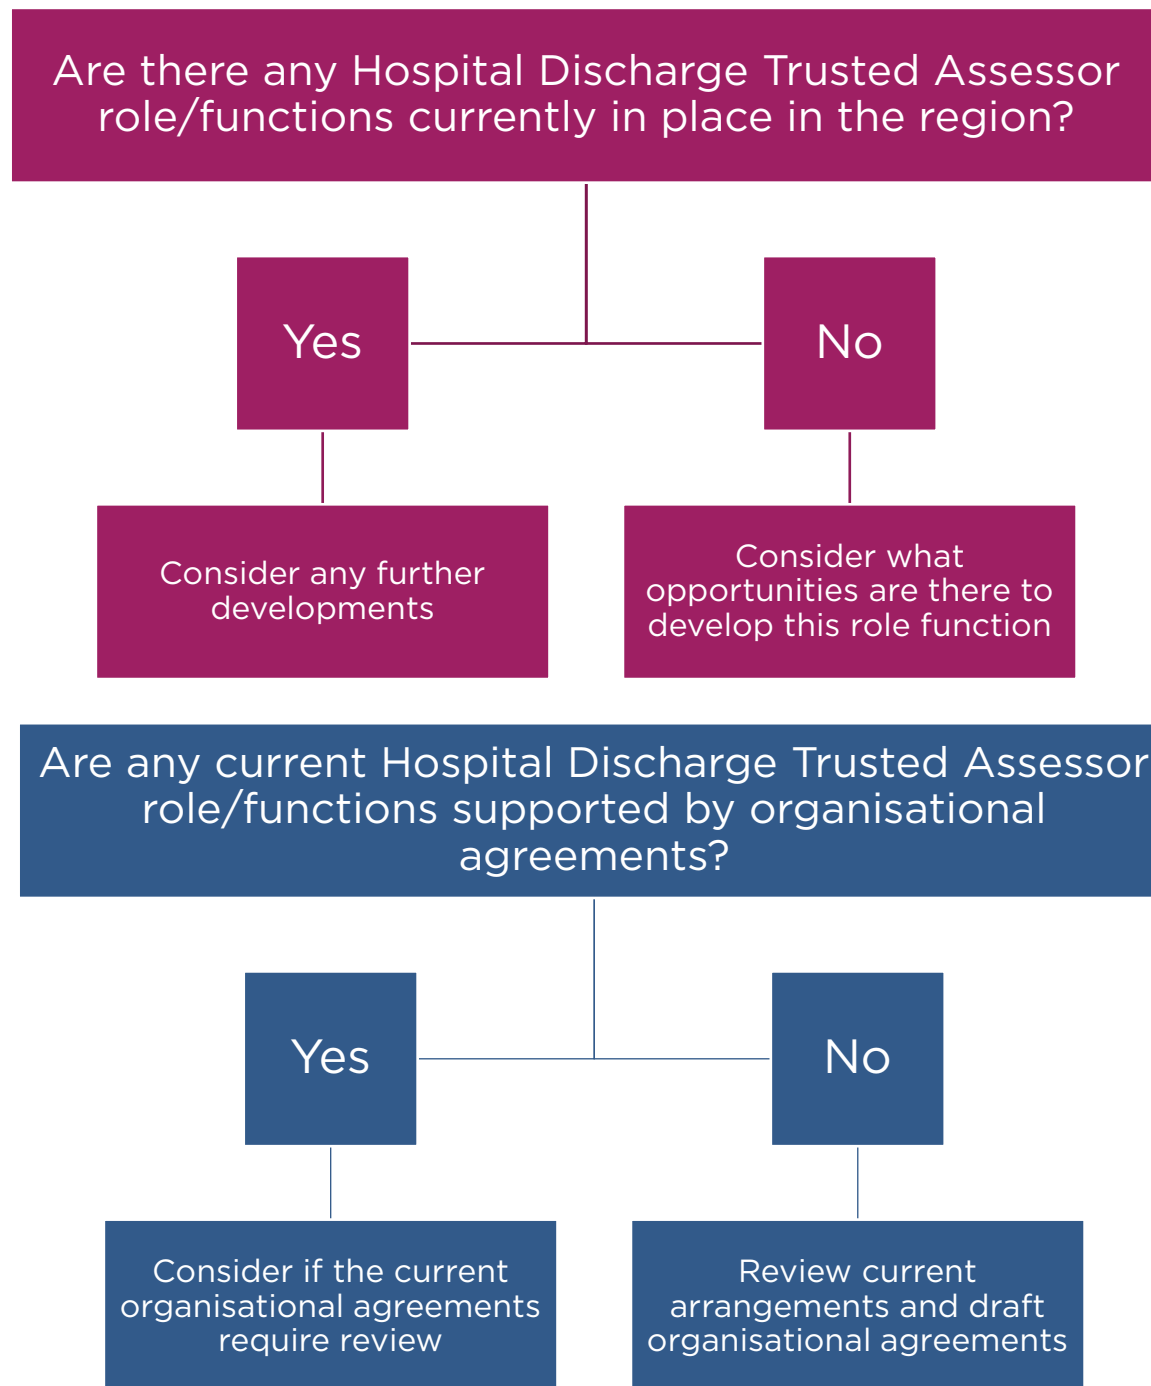 Are there any Hospital Discharge Trusted Assessor
role/functions currently in place in the region?
Yes
No
Consider any further
developments
Consider what
opportunities are there to
develop this role function
Are any current Hospital Discharge Trusted Assessor
role/functions supported by organisational
agreements?
Yes
No
Consider if the current
organisational agreements
require review
Review current
arrangements and draft
organisational agreements